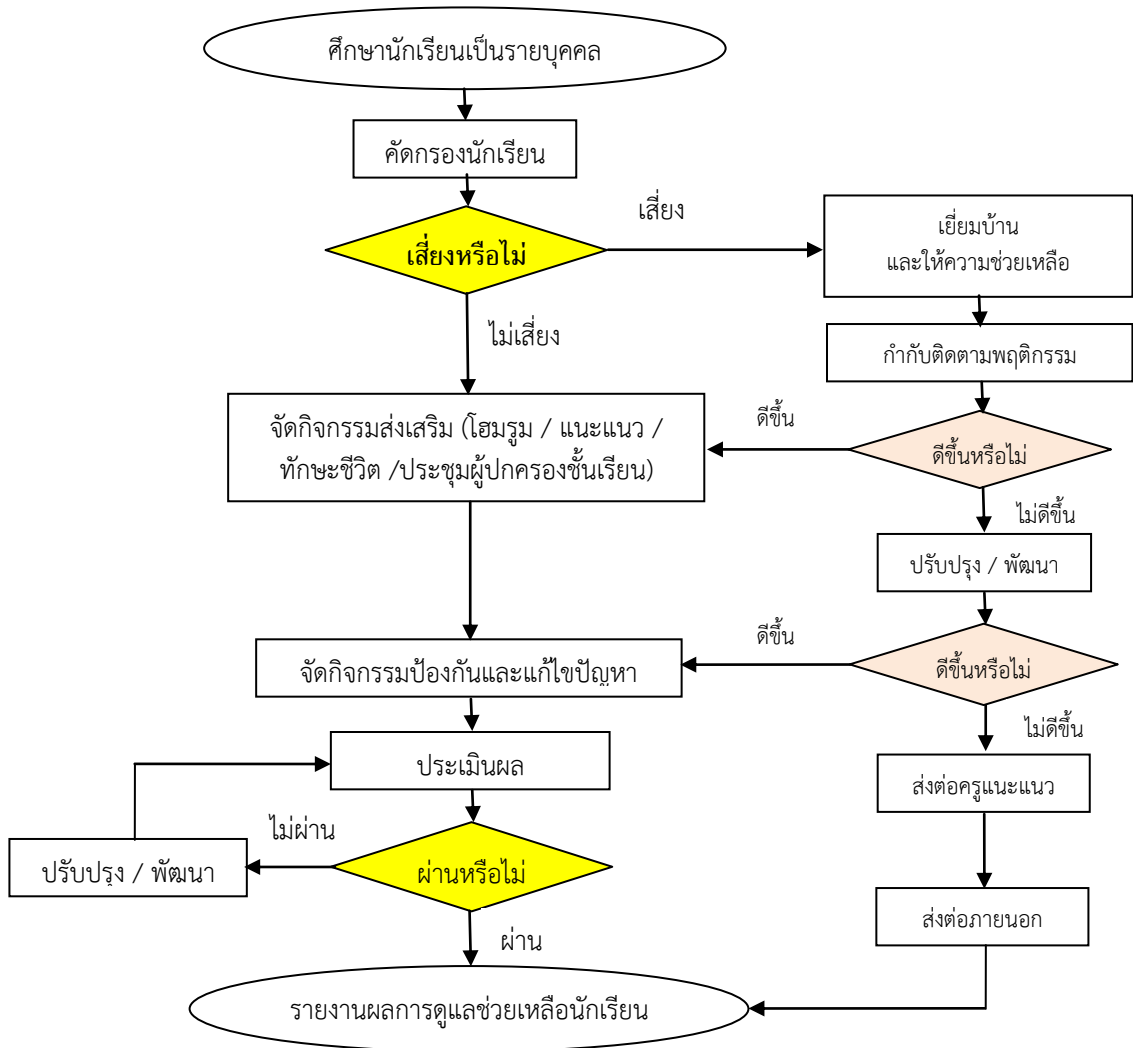 ศึกษานักเรียนเป็นรายบุคคล
คัดกรองนักเรียน
เสี่ยงหรือไม่
เสี่ยง
เยี่ยมบ้าน
และให้ความช่วยเหลือ
ไม่เสี่ยง
กำกับติดตามพฤติกรรม
จัดกิจกรรมส่งเสริม (โฮมรูม / แนะแนว /
ทักษะชีวิต /ประชุมผู้ปกครองชั้นเรียน)
ดีขึ้น
ดีขึ้นหรือไม่
ไม่ดีขึ้น
ปรับปรุง / พัฒนา
จัดกิจกรรมป้องกันและแก้ไขปัญหา
ดีขึ้น
ดีขึ้นหรือไม่
ไม่ดีขึ้น
ประเมินผล
ส่งต่อครูแนะแนว
ไม่ผ่าน
ปรับปรุง / พัฒนา
ผ่านหรือไม่
ส่งต่อภายนอก
ผ่าน
รายงานผลการดูแลช่วยเหลือนักเรียน